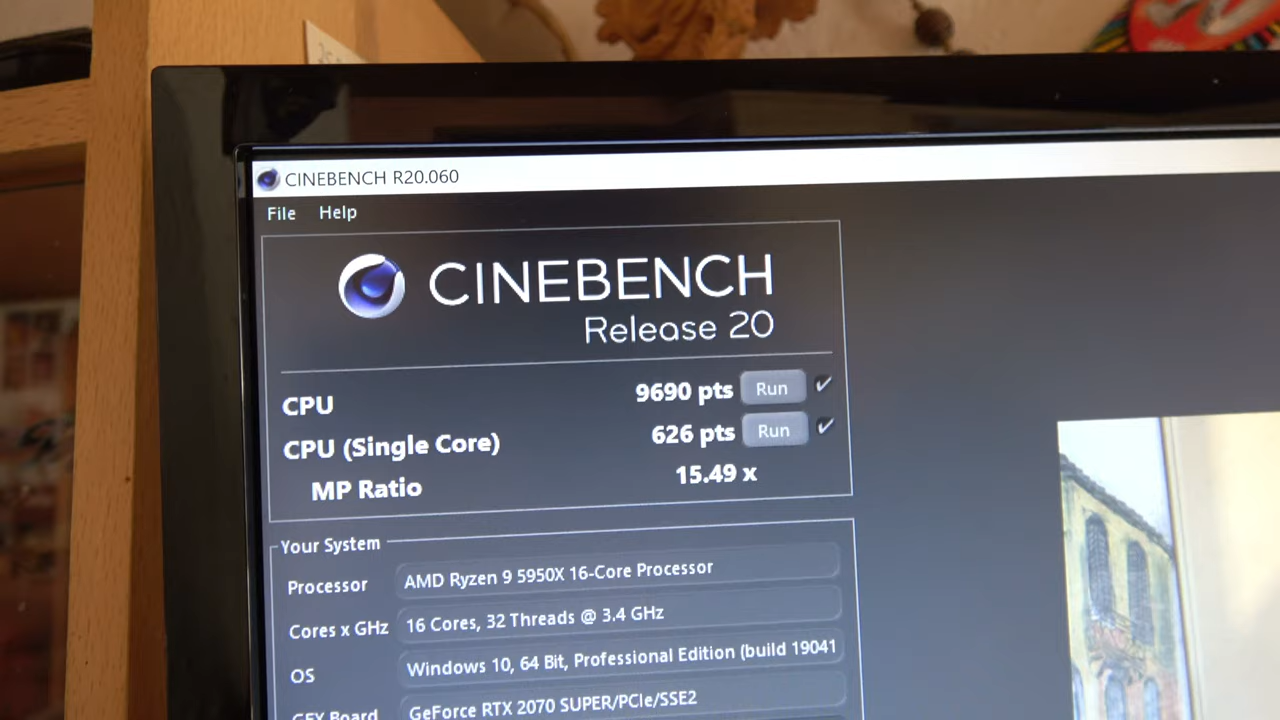 CINEBENCH R20.060
File Help
CINEBENCH
Release 20
CPU 9690 pts Run
CPU (Single Core) 626 pts Run
MP Ratio 15.49 x
Your System
Processor AMD Ryzen 9 5950X 16-Core Processor
Cores x GHz 16 Cores, 32 Threads @ 3.4 GHz
OS Windows 10, 64 Bit, Professional Edition (build 19041
GFX Board GeForce RTX 2070 SUPER/PCIe/SSE2